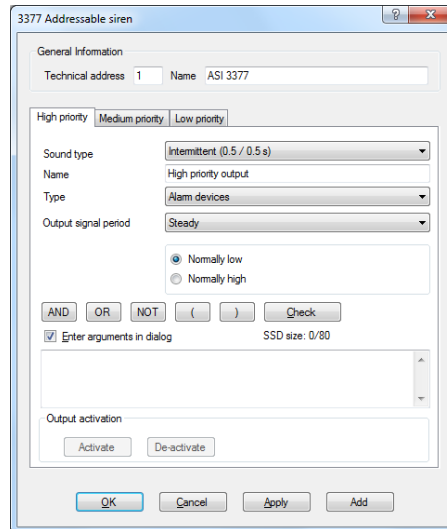 3377 Addressable siren
General Information
Technical address 1 Name ASI 3377
High priority Medium priority Low priority
Sound type Intermittent (0.5 / 0.5 s)
Name High priority output
Type Alarm devices
Output signal period Steady
Normally low
Normally high
AND OR NOT ( ) Check
Enter arguments in dialog SSD size: 0/80
Output activation
Activate De-activate
OK Cancel Apply Add